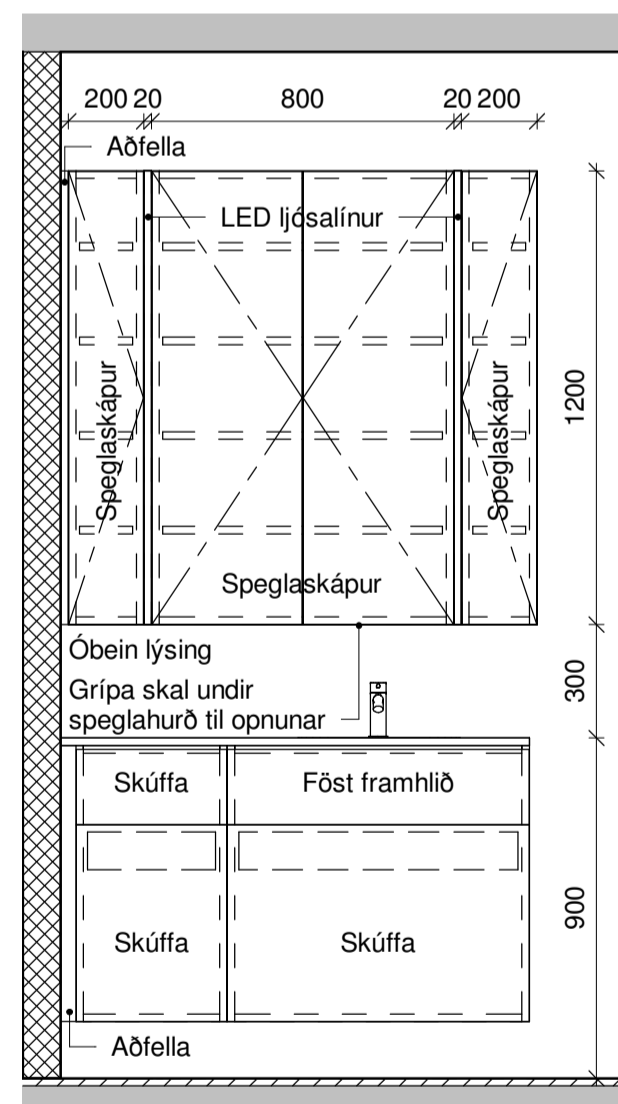 200 20 800 20 200
Aðfella
LED ljósalínur
1200
Speglaskápur
Speglaskápur
Speglaskápur
Óbein lýsing
300
Grípa skal undir
speglahurð til opnunar
Skúffa Föst framhlið
900
Skúffa Skúffa
Aðfella